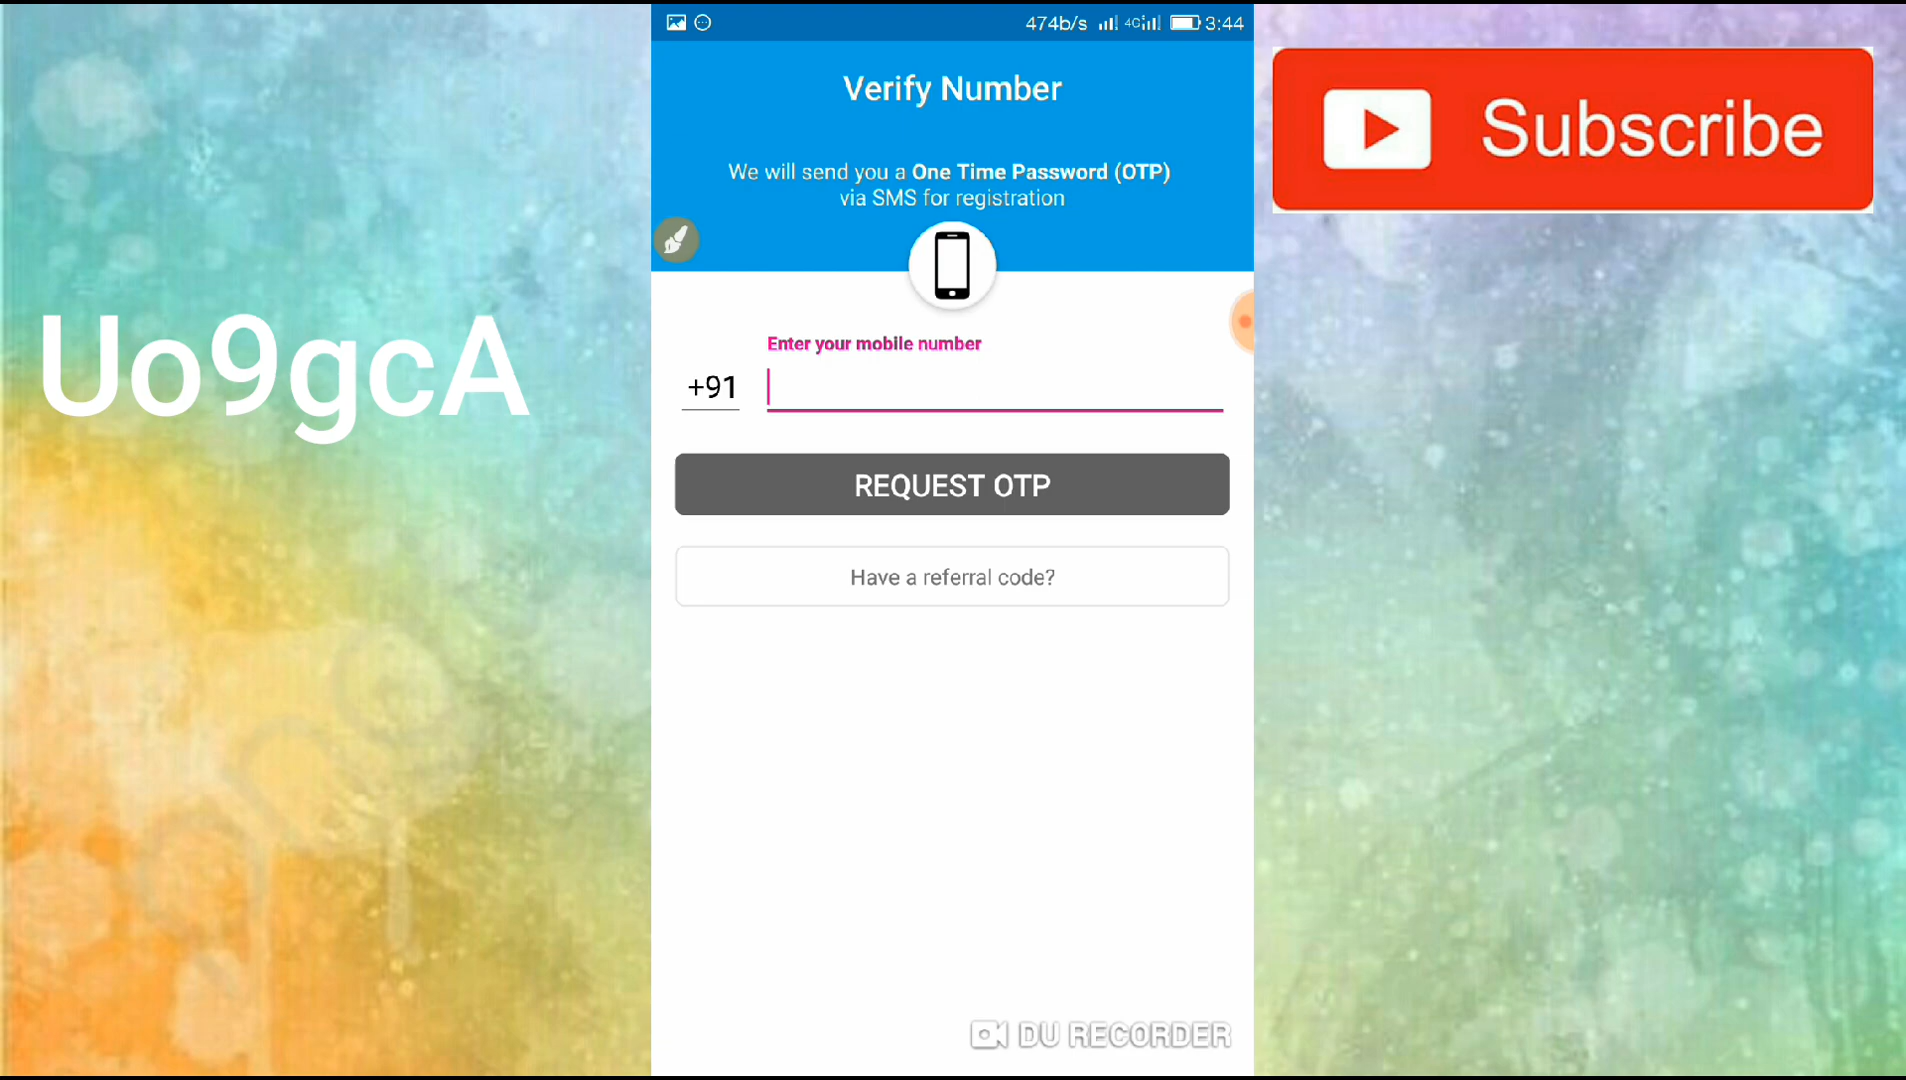 474b/s 4G 3:44
Verify Number
We will send you a One Time Password (OTP)
via SMS for registration
Subscribe
Uo9gcA
Enter your mobile number
+91
REQUEST OTP
Have a referral code?
DU RECORDER